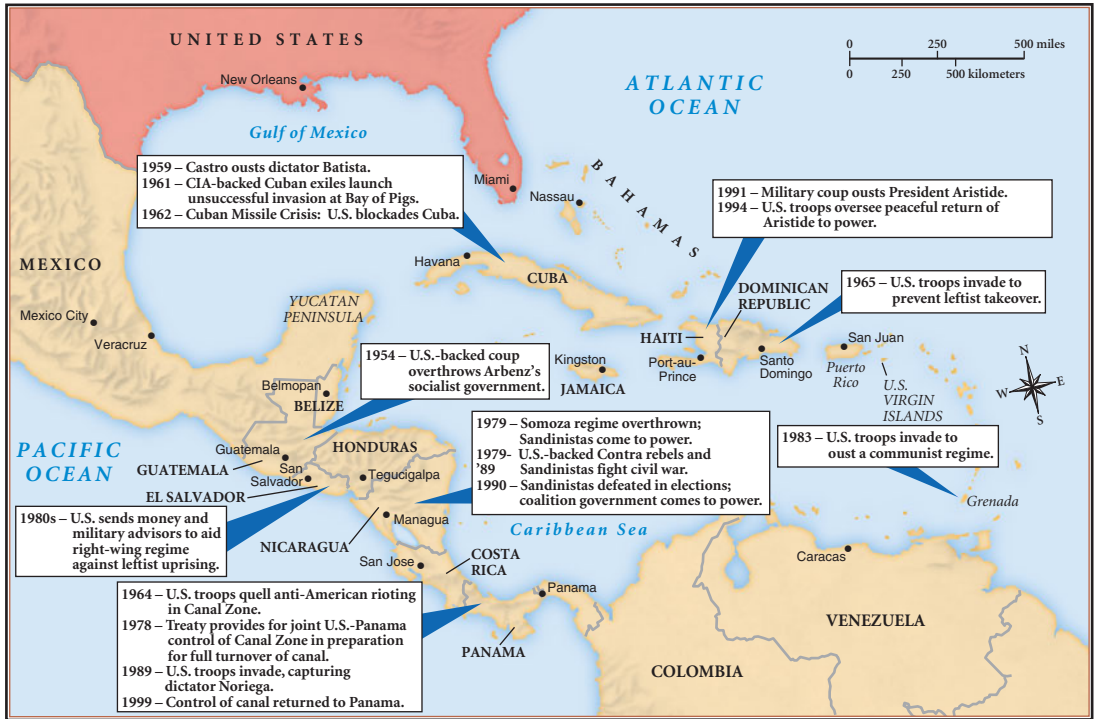 UNITED STATES
New Orleans
Gulf of Mexico
ATLANTIC
OCEAN
0 250 500 miles
0 250 500 kilometers
1959 – Castro ousts dictator Batista.
1961 – CIA-backed Cuban exiles launch
unsuccessful invasion at Bay of Pigs.
1962 – Cuban Missile Crisis: U.S. blockades Cuba.
Miami
Nassau
BAHAMAS
1991 – Military coup ousts President Aristide.
1994 – U.S. troops oversee peaceful return of
Aristide to power.
MEXICO
Mexico City
Veracruz
YUCATAN
PENINSULA
Havana
CUBA
DOMINICAN
REPUBLIC
1965 – U.S. troops invade to
prevent leftist takeover.
HAITI
Port-au-
Prince
Santo
Domingo
San Juan
Puerto
Rico
U.S.
VIRGIN
ISLANDS
N
E
S
W
Kingston
JAMAICA
1954 – U.S.-backed coup
overthrows Arbenz’s
socialist government.
Belmopan
BELIZE
PACIFIC
OCEAN
Guatemala
GUATEMALA
HONDURAS
Tegucigalpa
San
Salvador
EL SALVADOR
1979 – Somoza regime overthrown;
Sandinistas come to power.
1979- U.S.-backed Contra rebels and
’89 Sandinistas fight civil war.
1990 – Sandinistas defeated in elections;
coalition government comes to power.
1983 – U.S. troops invade to
oust a communist regime.
Grenada
1980s – U.S. sends money and
military advisors to aid
right-wing regime
against leftist uprising.
Managua
NICARAGUA
Caribbean Sea
San Jose
COSTA
RICA
Panama
PANAMA
Caracas
VENEZUELA
COLOMBIA
1964 – U.S. troops quell anti-American rioting
in Canal Zone.
1978 – Treaty provides for joint U.S.-Panama
control of Canal Zone in preparation
for full turnover of canal.
1989 – U.S. troops invade, capturing
dictator Noriega.
1999 – Control of canal returned to Panama.